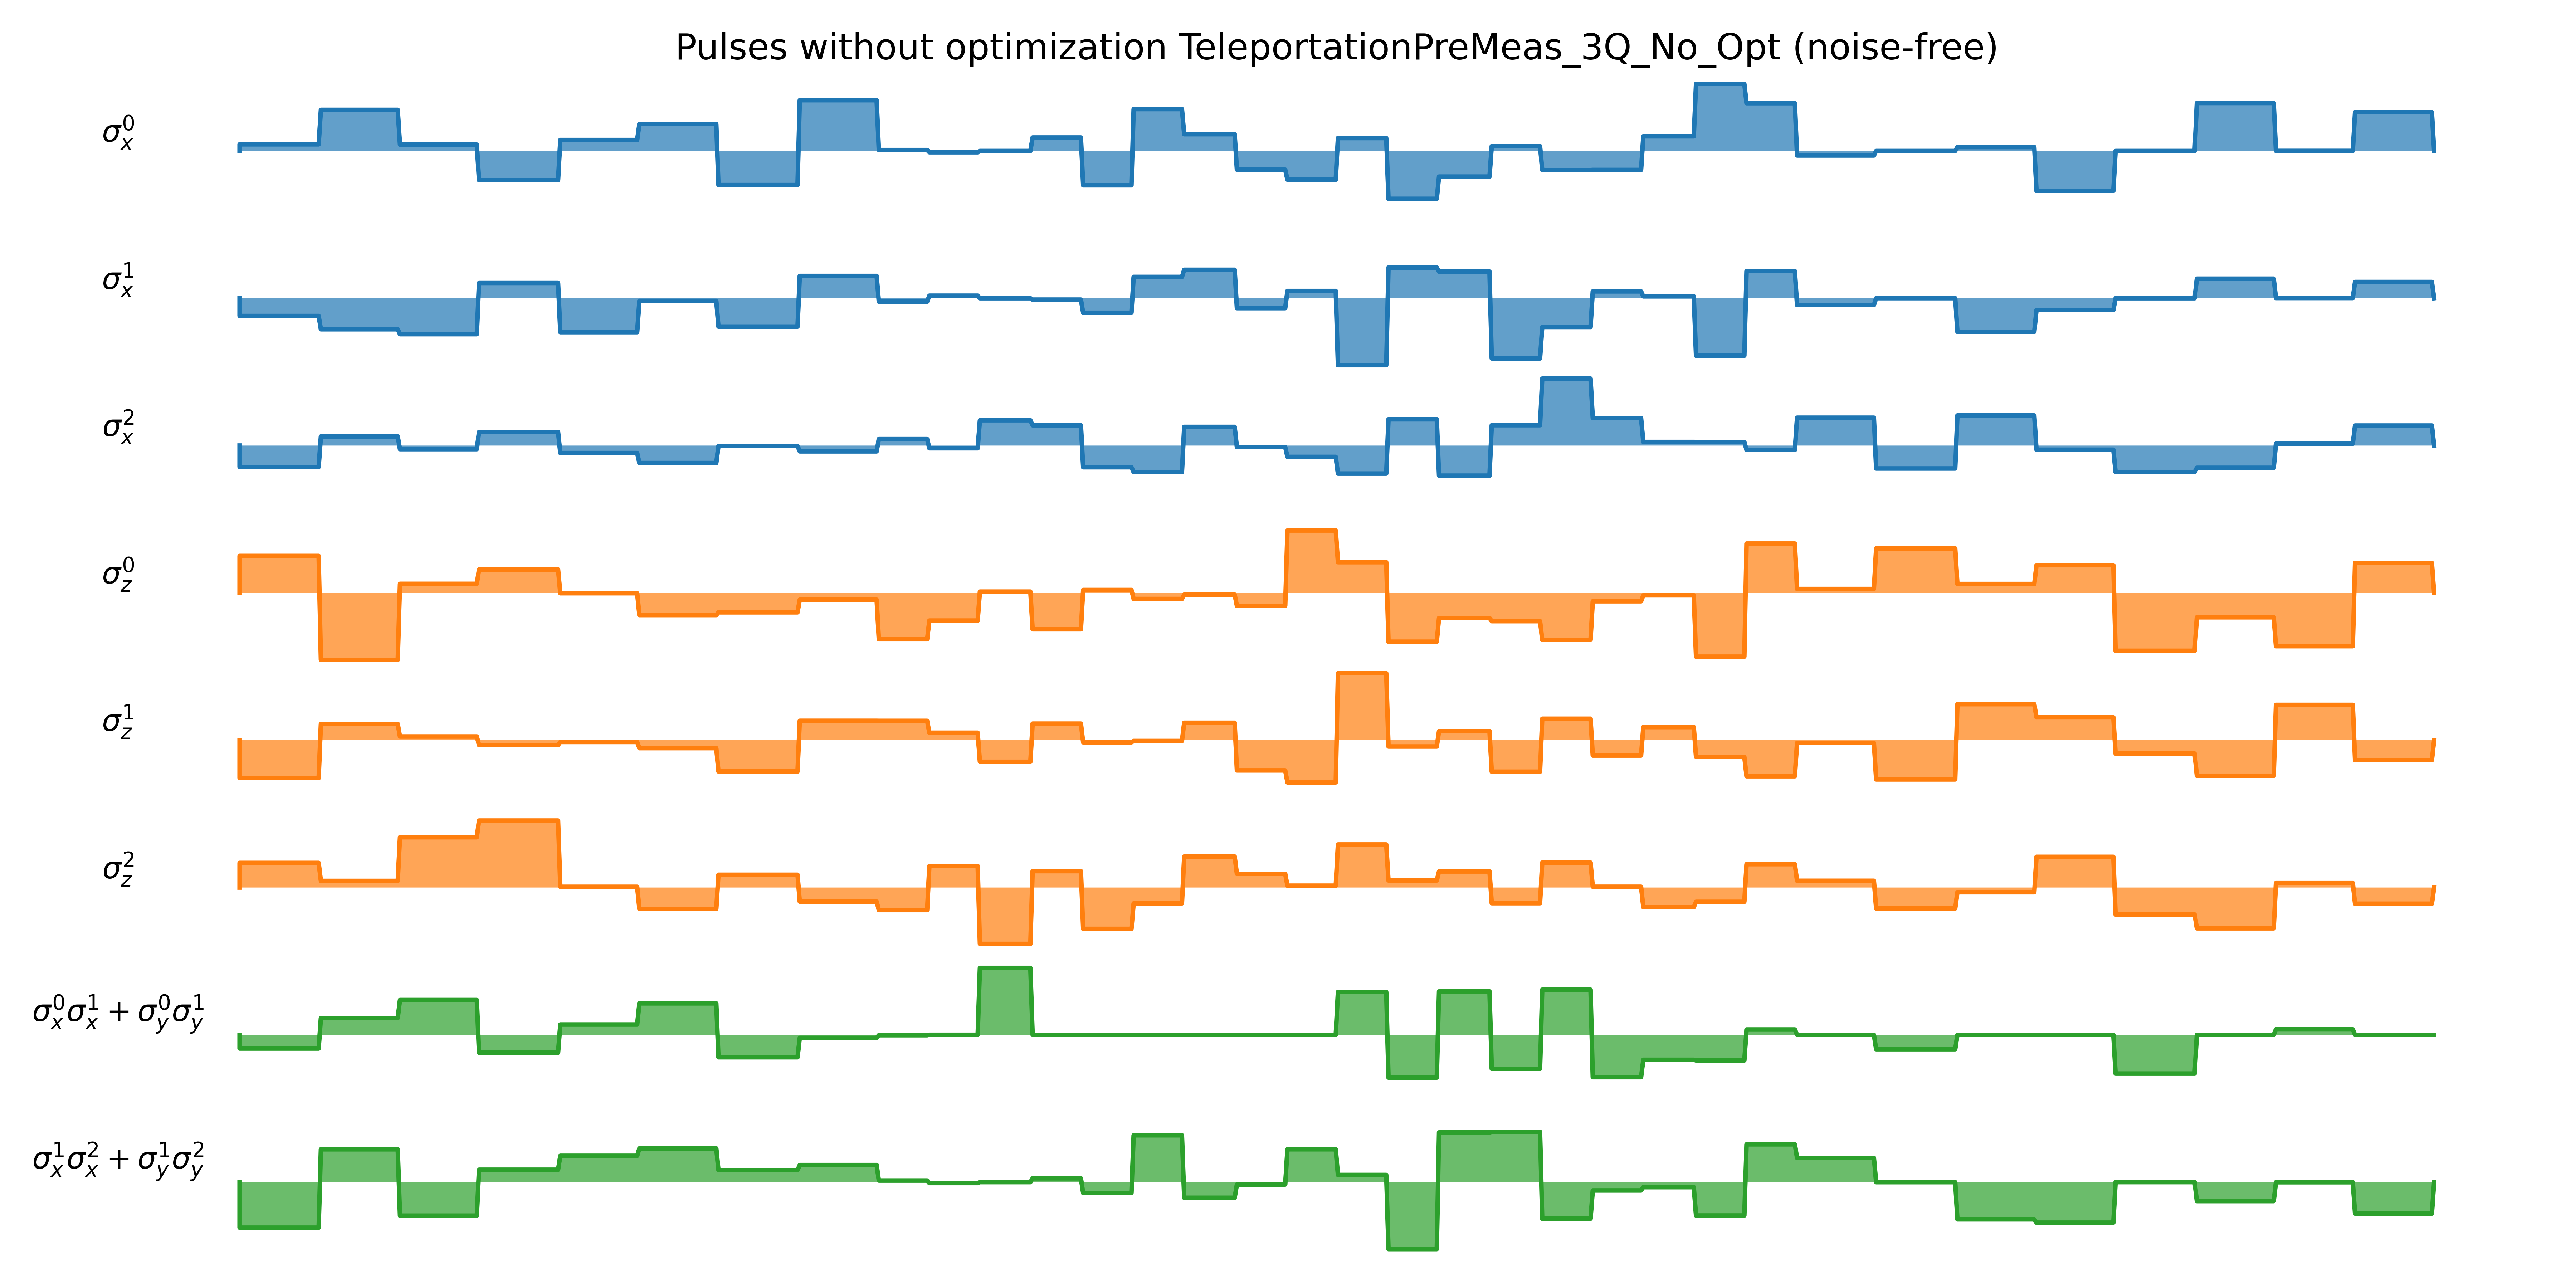 Pulses without optimization TeleportationPreMeas_3Q_No_Opt (noise-free)
σ_x^0
σ_x^1
σ_x^2
σ_z^0
σ_z^1
σ_z^2
σ_x^0σ_x^1 + σ_y^0σ_y^1
σ_x^1σ_x^2 + σ_y^1σ_y^2